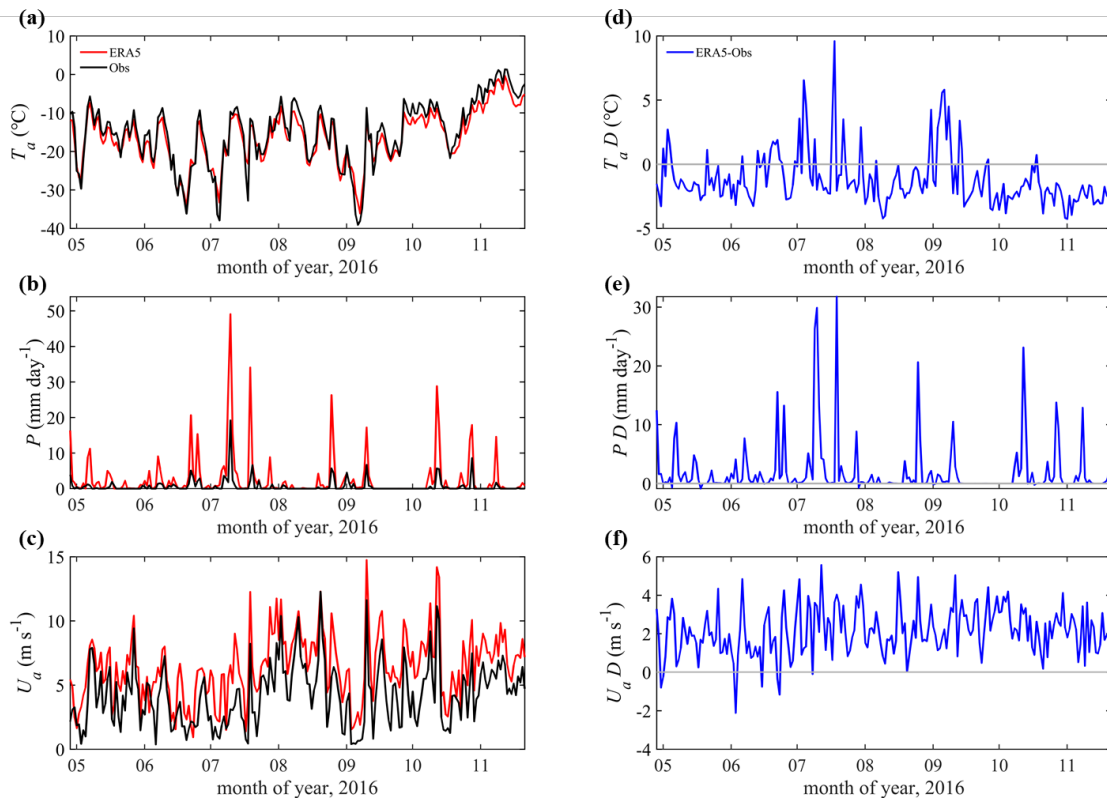 (a)
10
0
-10
-20
-30
-40
T_a (°C)
ERA5
Obs
05 06 07 08 09 10 11
month of year, 2016
(d)
10
5
0
-5
T_a D (°C)
ERA5-Obs
05 06 07 08 09 10 11
month of year, 2016
(b)
50
40
30
20
10
0
P (mm day⁻¹)
05 06 07 08 09 10 11
month of year, 2016
(e)
30
20
10
0
P D (mm day⁻¹)
05 06 07 08 09 10 11
month of year, 2016
(c)
15
10
5
0
U_a (m s⁻¹)
05 06 07 08 09 10 11
month of year, 2016
(f)
6
4
2
0
-2
-4
U_a D (m s⁻¹)
05 06 07 08 09 10 11
month of year, 2016